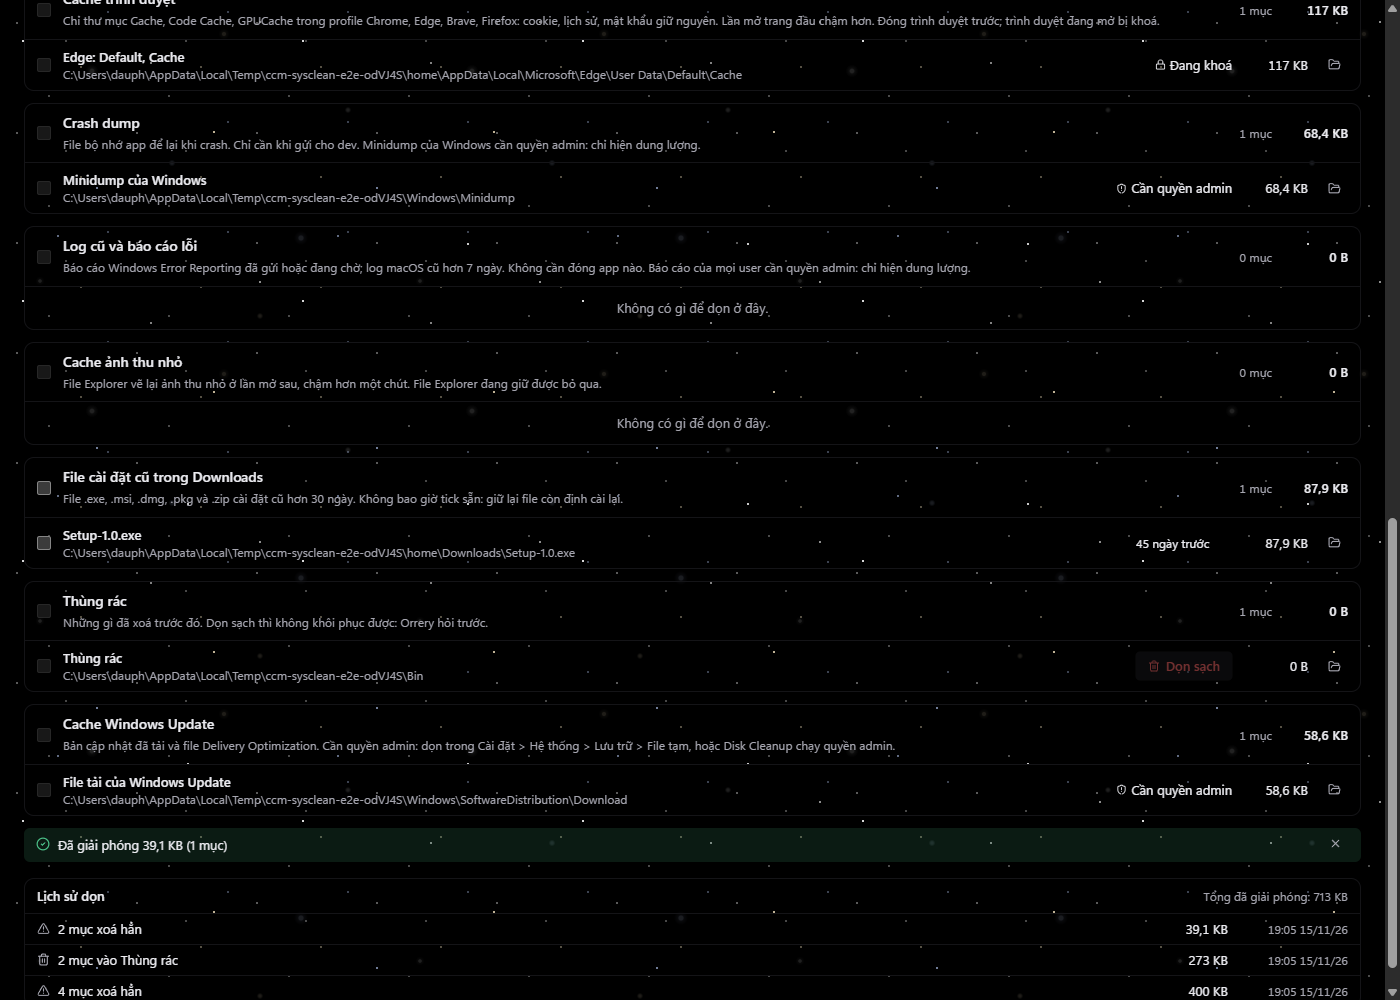 Cache trình duyệt
Chỉ thư mục Cache, Code Cache, GPUCache trong profile Chrome, Edge, Brave, Firefox: cookie, lịch sử, mật khẩu giữ nguyên. Lần mở trang đầu chậm hơn. Đóng trình duyệt trước; trình duyệt đang mở bị khoá.
1 mục
117 KB
Edge: Default, Cache
C:\Users\dauph\AppData\Local\Temp\ccm-sysclean-e2e-odVJ4S\home\AppData\Local\Microsoft\Edge\User Data\Default\Cache
Đang khoá
117 KB
Crash dump
File bộ nhớ app để lại khi crash. Chỉ cần khi gửi cho dev. Minidump của Windows cần quyền admin: chỉ hiện dung lượng.
1 mục
68,4 KB
Minidump của Windows
C:\Users\dauph\AppData\Local\Temp\ccm-sysclean-e2e-odVJ4S\Windows\Minidump
Cần quyền admin
68,4 KB
Log cũ và báo cáo lỗi
Báo cáo Windows Error Reporting đã gửi hoặc đang chờ; log macOS cũ hơn 7 ngày. Không cần đóng app nào. Báo cáo của mọi user cần quyền admin: chỉ hiện dung lượng.
0 mục
0 B
Không có gì để dọn ở đây.
Cache ảnh thu nhỏ
File Explorer vẽ lại ảnh thu nhỏ ở lần mở sau, chậm hơn một chút. File Explorer đang giữ được bỏ qua.
0 mục
0 B
Không có gì để dọn ở đây.
File cài đặt cũ trong Downloads
File .exe, .msi, .dmg, .pkg và .zip cài đặt cũ hơn 30 ngày. Không bao giờ tick sẵn: giữ lại file còn định cài lại.
1 mục
87,9 KB
Setup-1.0.exe
C:\Users\dauph\AppData\Local\Temp\ccm-sysclean-e2e-odVJ4S\home\Downloads\Setup-1.0.exe
45 ngày trước
87,9 KB
Thùng rác
Những gì đã xoá trước đó. Dọn sạch thì không khôi phục được: Orrery hỏi trước.
1 mục
0 B
Thùng rác
C:\Users\dauph\AppData\Local\Temp\ccm-sysclean-e2e-odVJ4S\Bin
Dọn sạch
0 B
Cache Windows Update
Bản cập nhật đã tải và file Delivery Optimization. Cần quyền admin: dọn trong Cài đặt > Hệ thống > Lưu trữ > File tạm, hoặc Disk Cleanup chạy quyền admin.
1 mục
58,6 KB
File tải của Windows Update
C:\Users\dauph\AppData\Local\Temp\ccm-sysclean-e2e-odVJ4S\Windows\SoftwareDistribution\Download
Cần quyền admin
58,6 KB
Đã giải phóng 39,1 KB (1 mục)
Lịch sử dọn
Tổng đã giải phóng: 713 KB
2 mục xoá hẳn
39,1 KB
19:05 15/11/26
2 mục vào Thùng rác
273 KB
19:05 15/11/26
4 mục xoá hẳn
400 KB
19:05 15/11/26